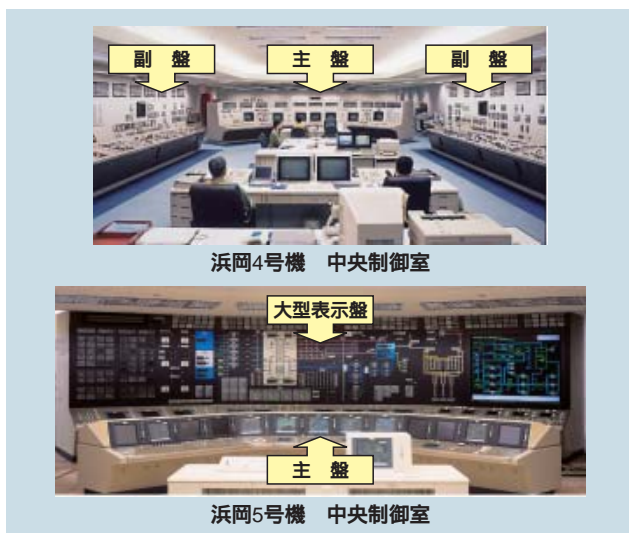 副　盤
主　盤
副　盤
浜岡4号機　中央制御室
大型表示盤
主　盤
浜岡5号機　中央制御室